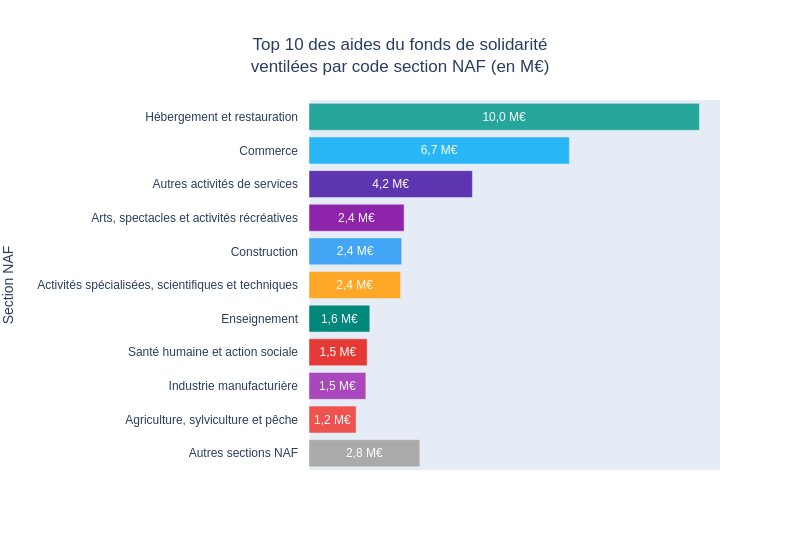 Top 10 des aides du fonds de solidarité
ventilées par code section NAF (en M€)
Section NAF
Hébergement et restauration 10,0 M€
Commerce 6,7 M€
Autres activités de services 4,2 M€
Arts, spectacles et activités récréatives 2,4 M€
Construction 2,4 M€
Activités spécialisées, scientifiques et techniques 2,4 M€
Enseignement 1,6 M€
Santé humaine et action sociale 1,5 M€
Industrie manufacturière 1,5 M€
Agriculture, sylviculture et pêche 1,2 M€
Autres sections NAF 2,8 M€